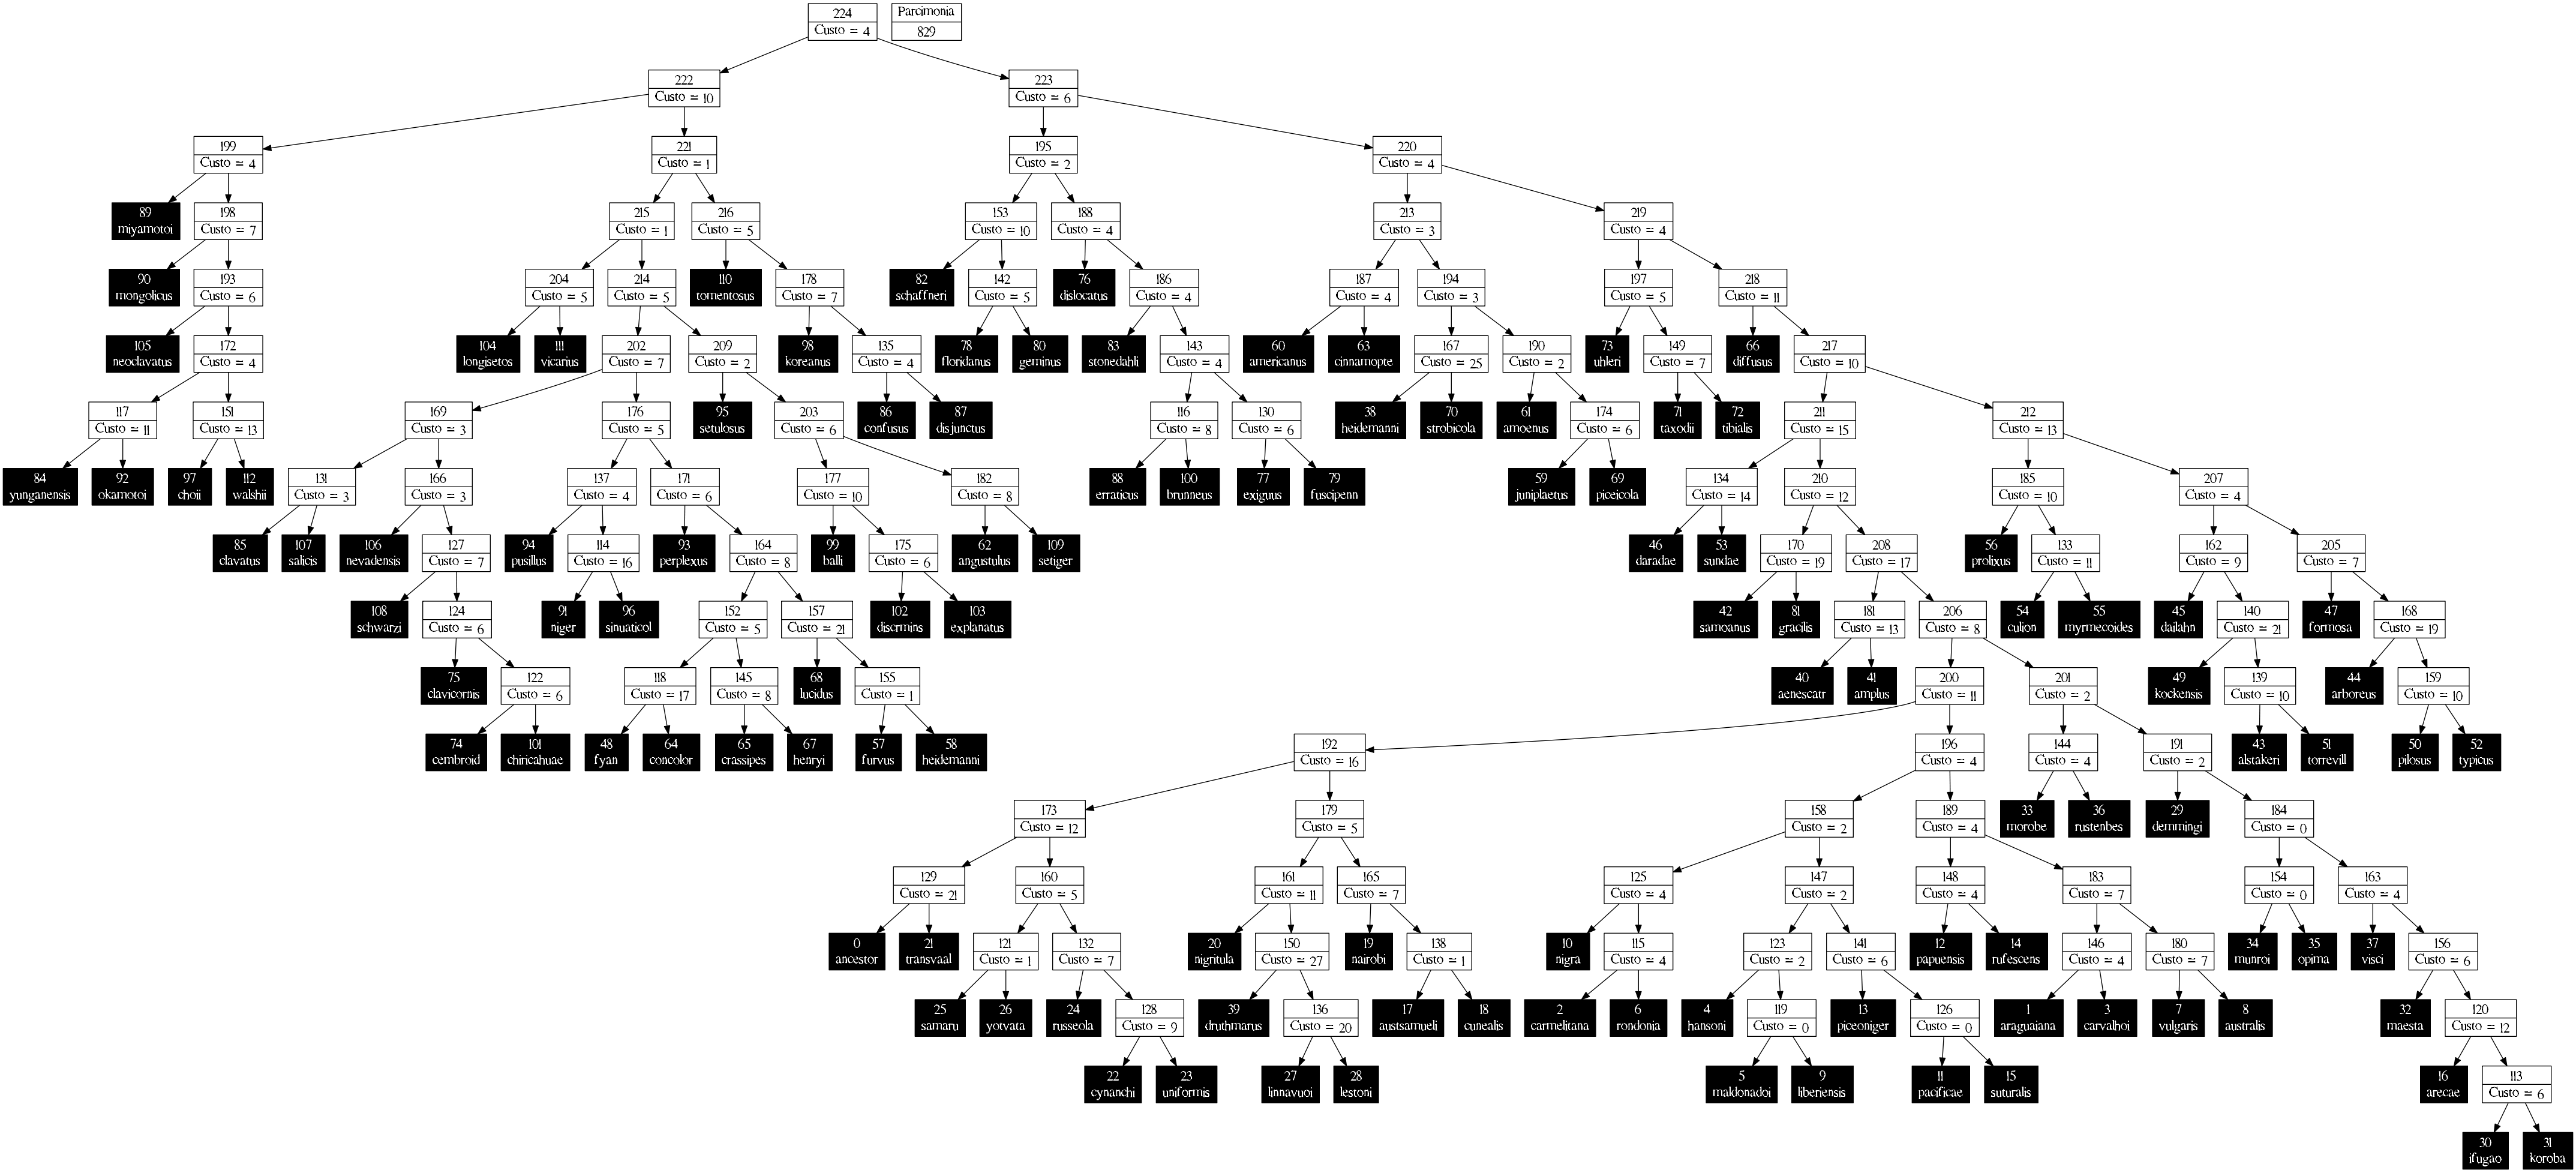 224
Custo = 4
Parcimonia
829
222
Custo = 10
223
Custo = 6
199
Custo = 4
221
Custo = 1
195
Custo = 2
220
Custo = 4
89
miyamotoi
198
Custo = 7
215
Custo = 1
216
Custo = 5
153
Custo = 10
188
Custo = 4
213
Custo = 3
219
Custo = 4
90
mongolicus
193
Custo = 6
204
Custo = 5
214
Custo = 5
110
tomentosus
178
Custo = 7
82
schaffneri
142
Custo = 5
76
dislocatus
186
Custo = 4
187
Custo = 4
194
Custo = 3
197
Custo = 5
218
Custo = 11
105
neoclavatus
172
Custo = 4
104
longisetos
111
vicarius
202
Custo = 7
209
Custo = 2
98
koreanus
135
Custo = 4
78
floridanus
80
geminus
83
stonedahli
143
Custo = 4
60
americanus
63
cinnamopte
167
Custo = 25
190
Custo = 2
73
uhleri
149
Custo = 7
66
diffusus
217
Custo = 10
117
Custo = 11
151
Custo = 13
169
Custo = 3
176
Custo = 5
95
setulosus
203
Custo = 6
86
confusus
87
disjunctus
116
Custo = 8
130
Custo = 6
38
heidemanni
70
strobicola
61
amoenus
174
Custo = 6
71
taxodii
72
tibialis
211
Custo = 15
212
Custo = 13
84
yunganensis
92
okamotoi
97
choii
112
walshii
131
Custo = 3
166
Custo = 3
137
Custo = 4
171
Custo = 6
177
Custo = 10
182
Custo = 8
88
erraticus
100
brunneus
77
exiguus
79
fuscipenn
59
juniplaetus
69
piceicola
134
Custo = 14
210
Custo = 12
185
Custo = 10
207
Custo = 4
85
clavatus
107
salicis
106
nevadensis
127
Custo = 7
94
pusillus
114
Custo = 16
93
perplexus
164
Custo = 8
99
balli
175
Custo = 6
62
angustulus
109
setiger
46
daradae
53
sundae
170
Custo = 19
208
Custo = 17
56
prolixus
133
Custo = 11
162
Custo = 9
205
Custo = 7
108
schwarzi
124
Custo = 6
91
niger
96
sinuaticol
152
Custo = 5
157
Custo = 21
102
discrmins
103
explanatus
42
samoanus
81
gracilis
181
Custo = 13
206
Custo = 8
54
culion
55
myrmecoides
45
dailahn
140
Custo = 21
47
formosa
168
Custo = 19
75
clavicornis
122
Custo = 6
118
Custo = 17
145
Custo = 8
68
lucidus
155
Custo = 1
40
aenescatr
41
amplus
200
Custo = 11
201
Custo = 2
49
kockensis
139
Custo = 10
44
arboreus
159
Custo = 10
74
cembroid
101
chiricahuae
48
fyan
64
concolor
65
crassipes
67
henryi
57
furvus
58
heidemanni
192
Custo = 16
196
Custo = 4
144
Custo = 4
191
Custo = 2
43
alstakeri
51
torrevill
50
pilosus
52
typicus
173
Custo = 12
179
Custo = 5
158
Custo = 2
189
Custo = 4
33
morobe
36
rustenbes
29
demmingi
184
Custo = 0
129
Custo = 21
160
Custo = 5
161
Custo = 11
165
Custo = 7
125
Custo = 4
147
Custo = 2
148
Custo = 4
183
Custo = 7
154
Custo = 0
163
Custo = 4
0
ancestor
21
transvaal
121
Custo = 1
132
Custo = 7
20
nigritula
150
Custo = 27
19
nairobi
138
Custo = 1
10
nigra
115
Custo = 4
123
Custo = 2
141
Custo = 6
12
papuensis
14
rufescens
146
Custo = 4
180
Custo = 7
34
munroi
35
opima
37
visci
156
Custo = 6
25
samaru
26
yotvata
24
russeola
128
Custo = 9
39
druthmarus
136
Custo = 20
17
austsamueli
18
cunealis
2
carmelitana
6
rondonia
4
hansoni
119
Custo = 0
13
piceoniger
126
Custo = 0
1
araguaiana
3
carvalhoi
7
vulgaris
8
australis
32
maesta
120
Custo = 12
22
cynanchi
23
uniformis
27
linnavuoi
28
lestoni
5
maldonadoi
9
liberiensis
11
pacificae
15
suturalis
16
arecae
113
Custo = 6
30
ifugao
31
koroba